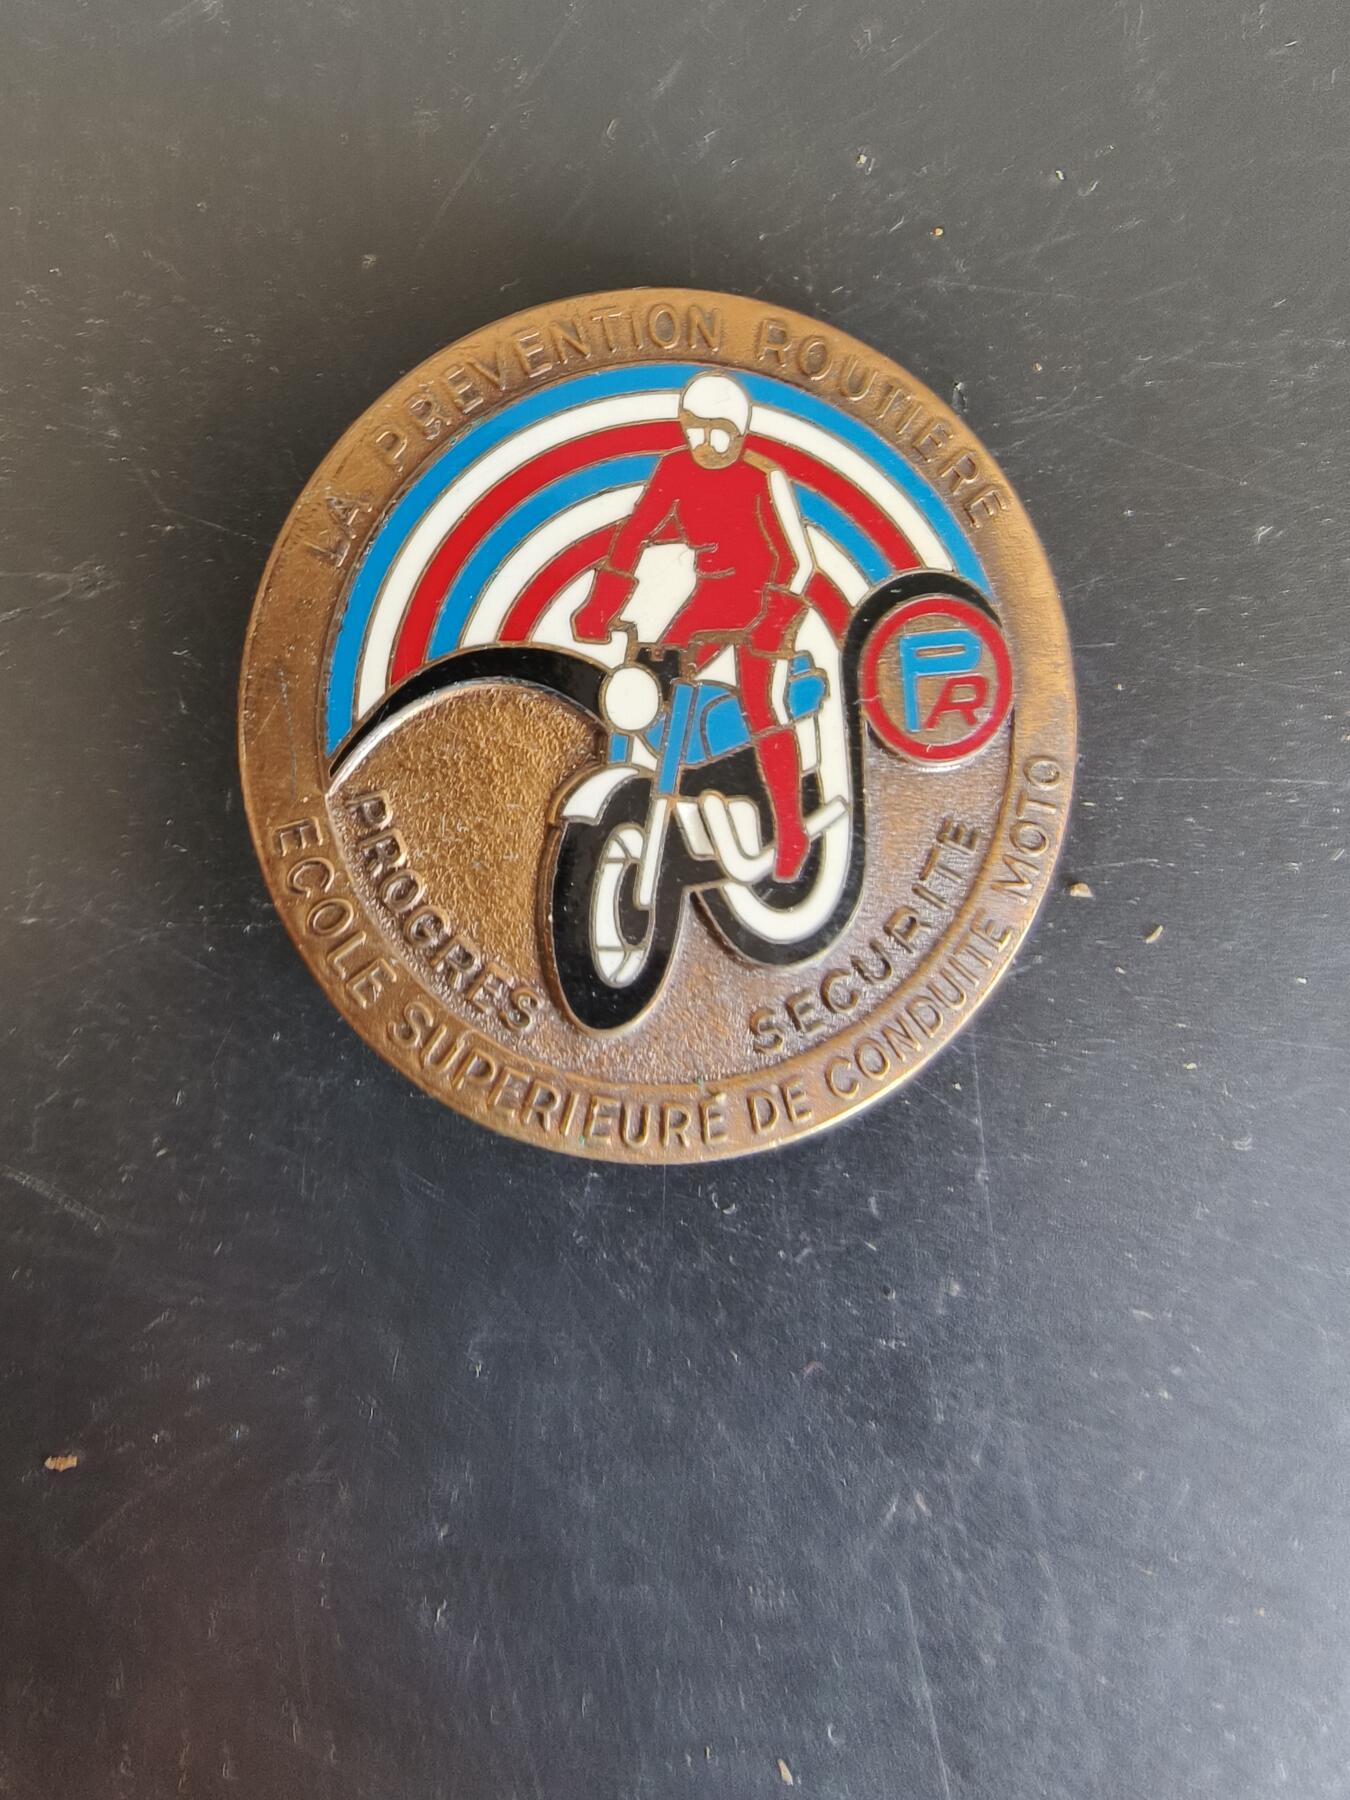 LA PREVENTION ROUTIERE
PR
PROGRES
SECURITE
ECOLE SUPERIEURE DE CONDUITE MOTO